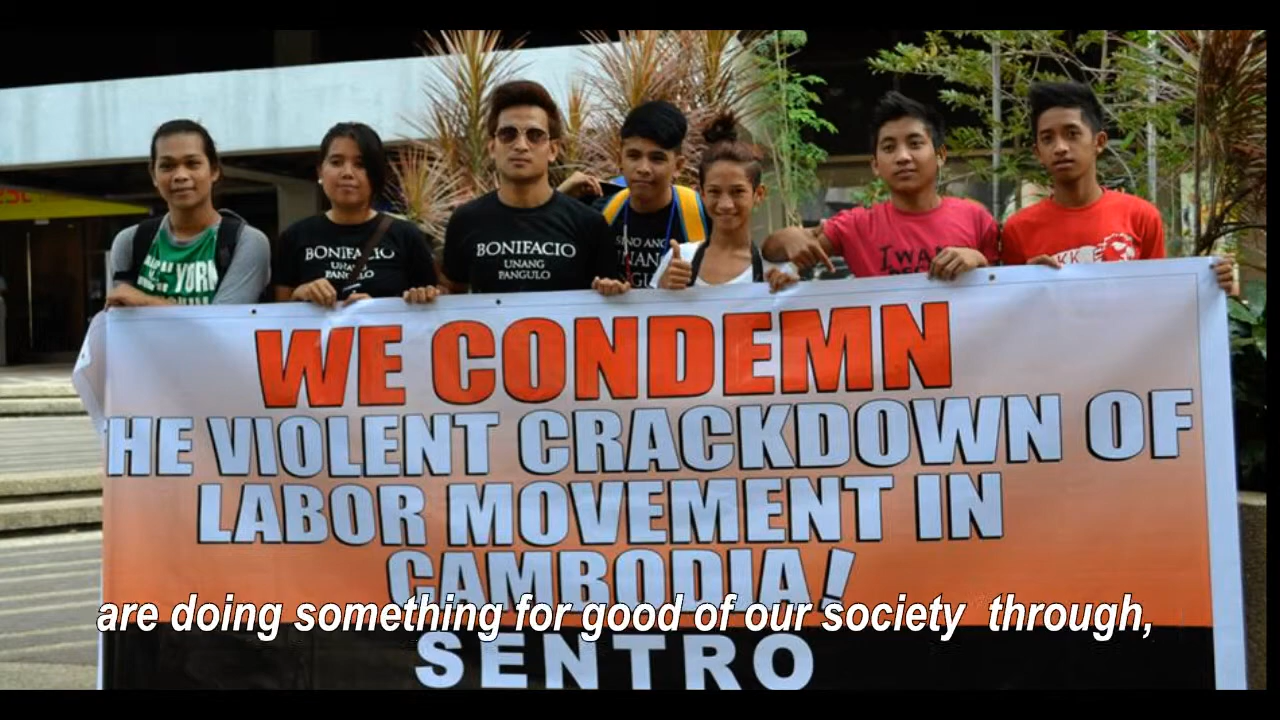 YORK
BONIFACIO
UNANG
PANGULO
BONIFACIO
UNANG
PANGULO
WE CONDEMN
HE VIOLENT CRACKDOWN OF
LABOR MOVEMENT IN
CAMBODIA!
are doing something for good of our society through,
SENTRO